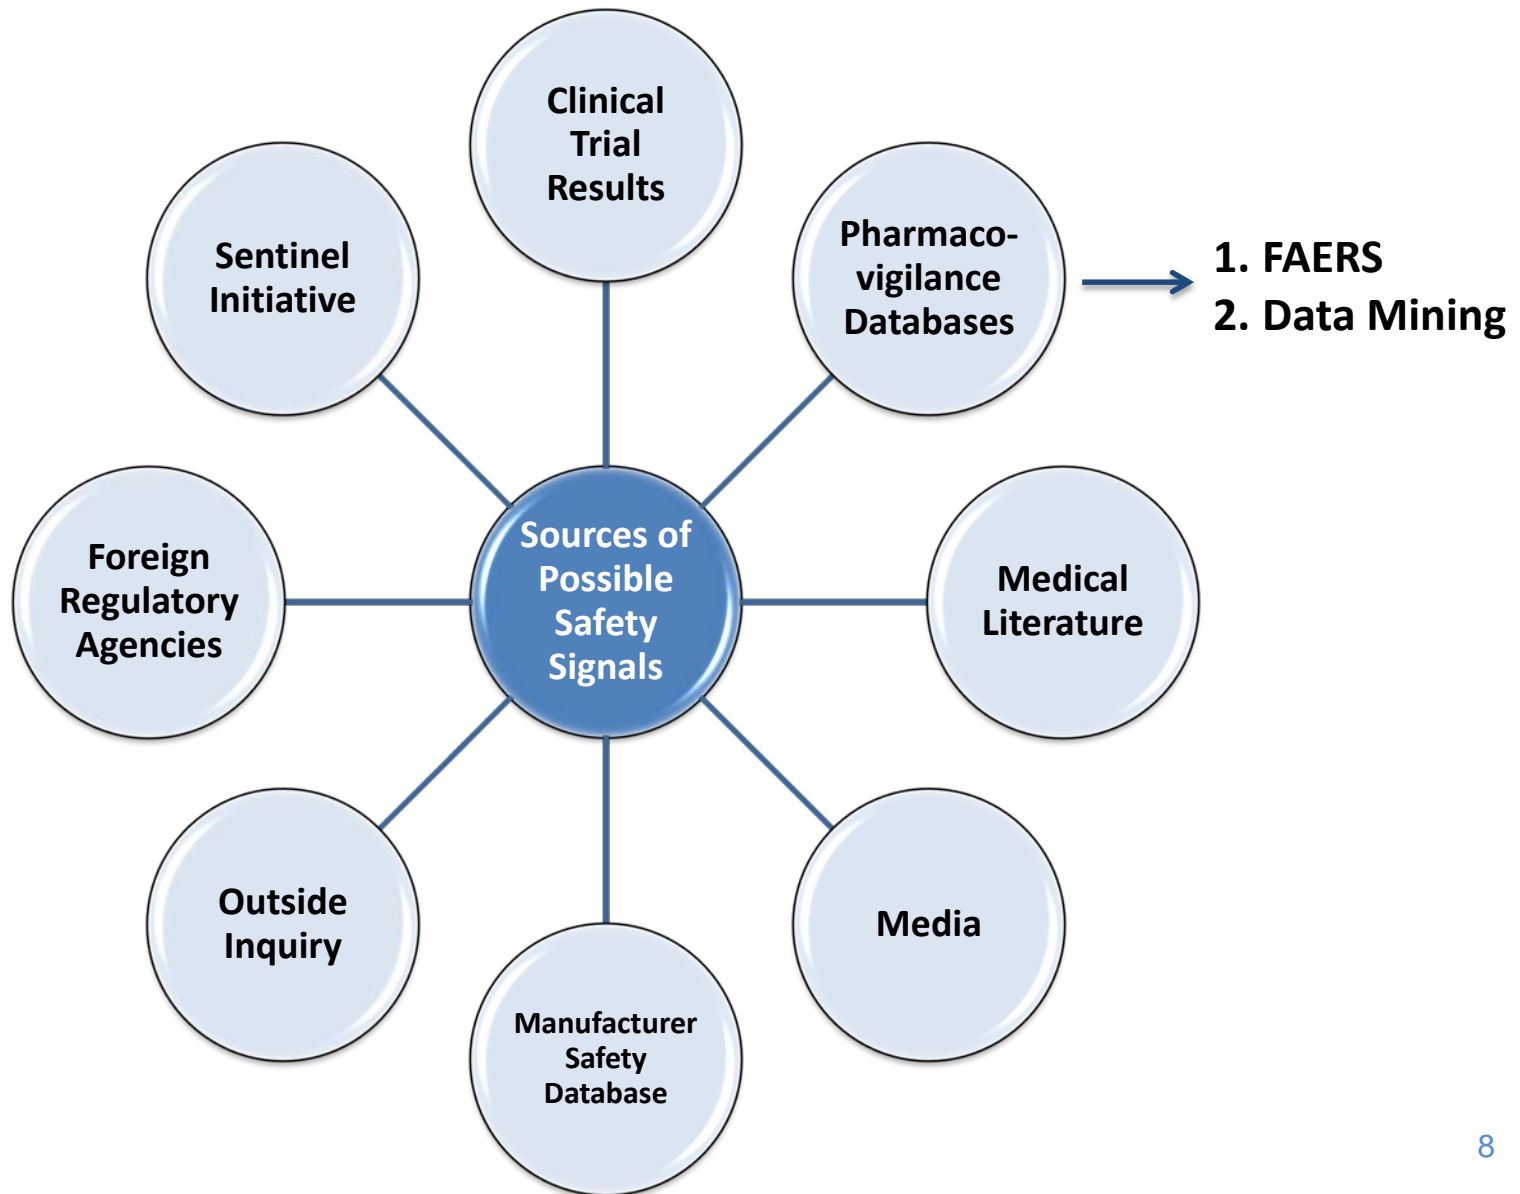 Clinical
Trial
Results
Pharmaco-
vigilance
Databases
1. FAERS
2. Data Mining
Medical
Literature
Media
Manufacturer
Safety
Database
Outside
Inquiry
Foreign
Regulatory
Agencies
Sentinel
Initiative
Sources of
Possible
Safety
Signals
8